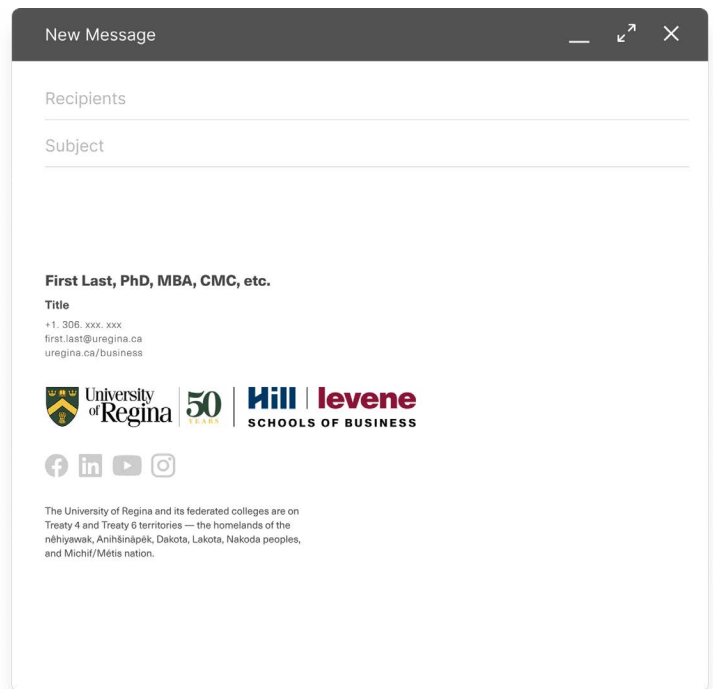 New Message
Recipients
Subject
First Last, PhD, MBA, CMC, etc.
Title
+1. 306. xxx. xxx
first.last@uregina.ca
uregina.ca/business
University of Regina 50 YEARS Hill levene SCHOOLS OF BUSINESS
The University of Regina and its federated colleges are on
Treaty 4 and Treaty 6 territories — the homelands of the
nêhiyawak, Anihšināpēk, Dakota, Lakota, Nakoda peoples,
and Michif/Métis nation.